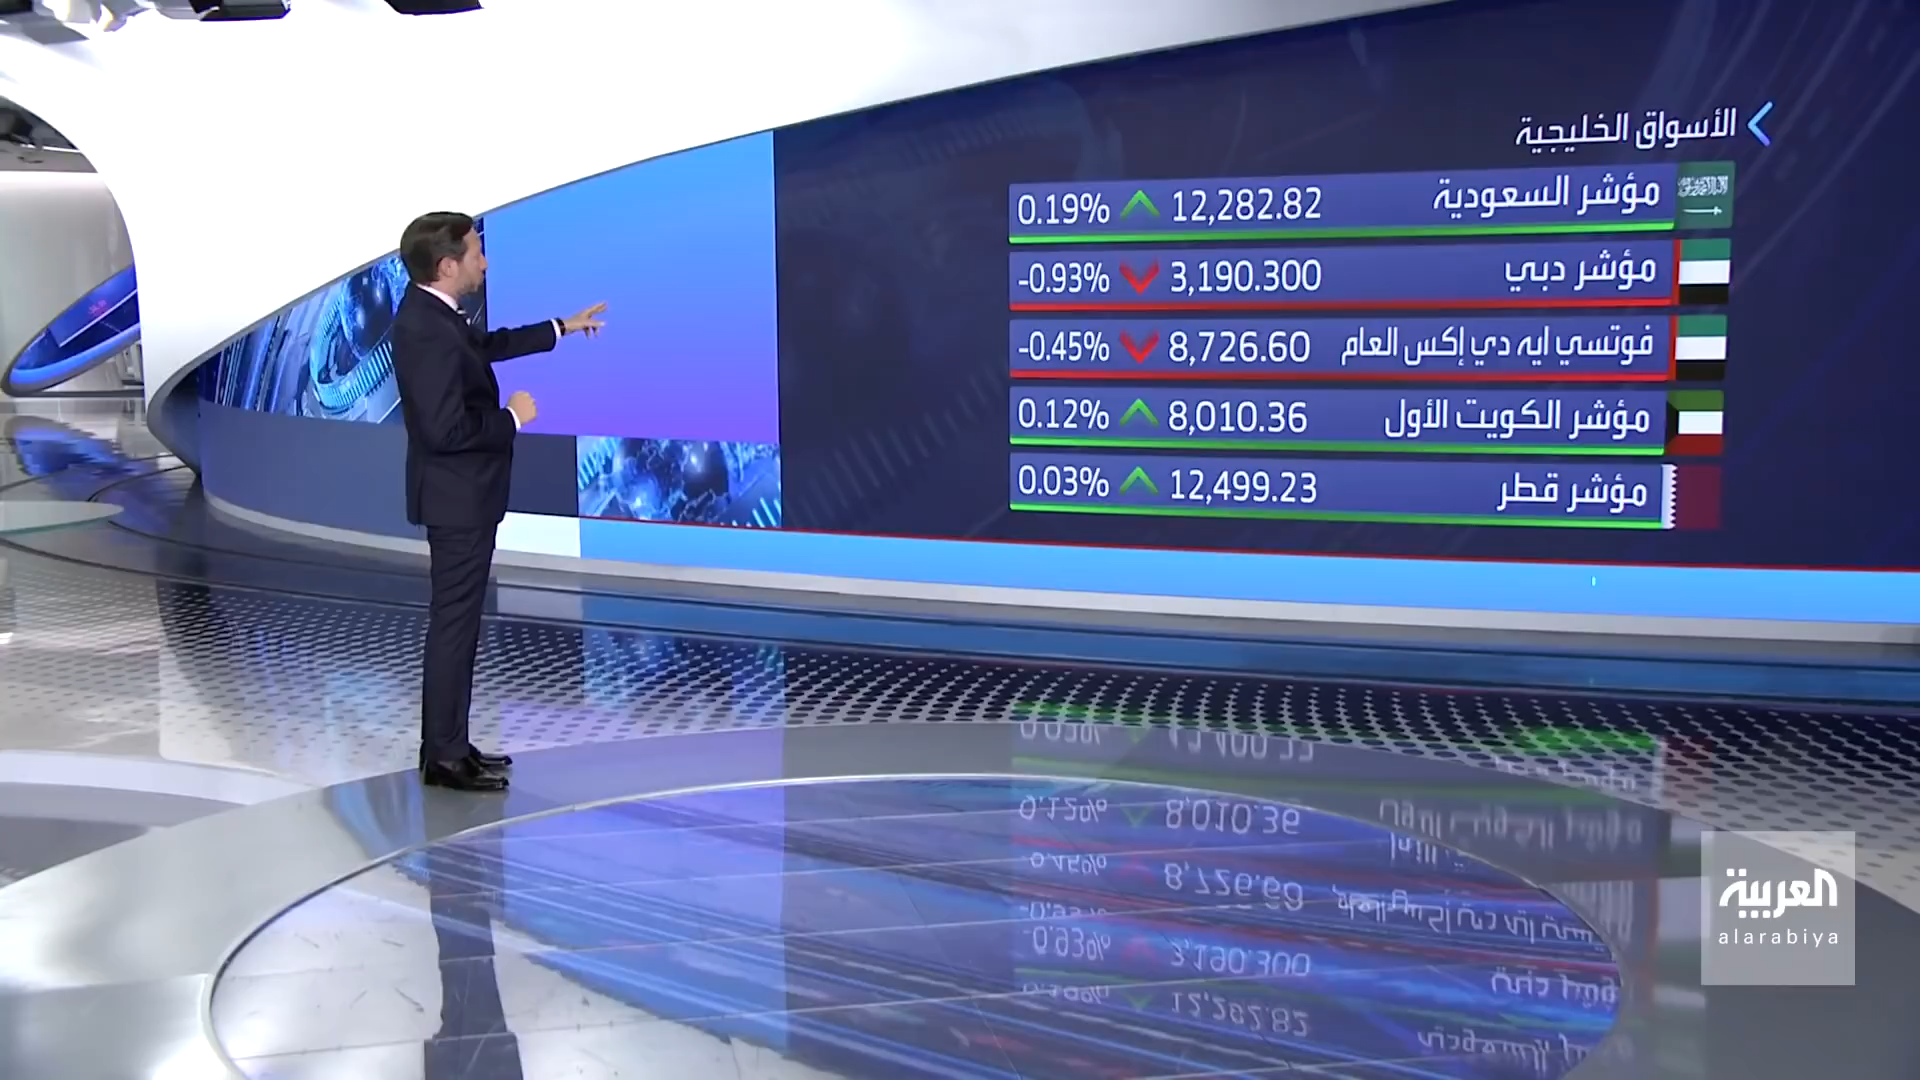 الأسواق الخليجية
مؤشر السعودية 12,282.82 0.19%
مؤشر دبي 3,190.300 -0.93%
فوتسي ايه دي إكس العام 8,726.60 -0.45%
مؤشر الكويت الأول 8,010.36 0.12%
مؤشر قطر 12,499.23 0.03%
العربية
alarabiya